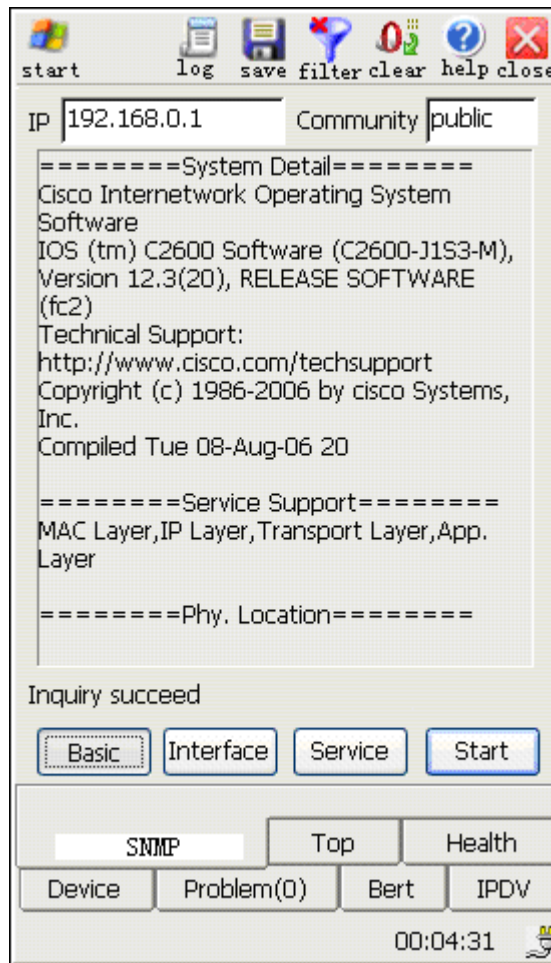 start log save filter clear help close
IP 192.168.0.1 Community public
========System Detail========
Cisco Internetwork Operating System
Software
IOS (tm) C2600 Software (C2600-J1S3-M),
Version 12.3(20), RELEASE SOFTWARE
(fc2)
Technical Support:
http://www.cisco.com/techsupport
Copyright (c) 1986-2006 by cisco Systems,
Inc.
Compiled Tue 08-Aug-06 20
========Service Support========
MAC Layer,IP Layer,Transport Layer,App.
Layer
========Phy. Location========
Inquiry succeed
Basic Interface Service Start
SNMP Top Health
Device Problem(0) Bert IPDV
00:04:31